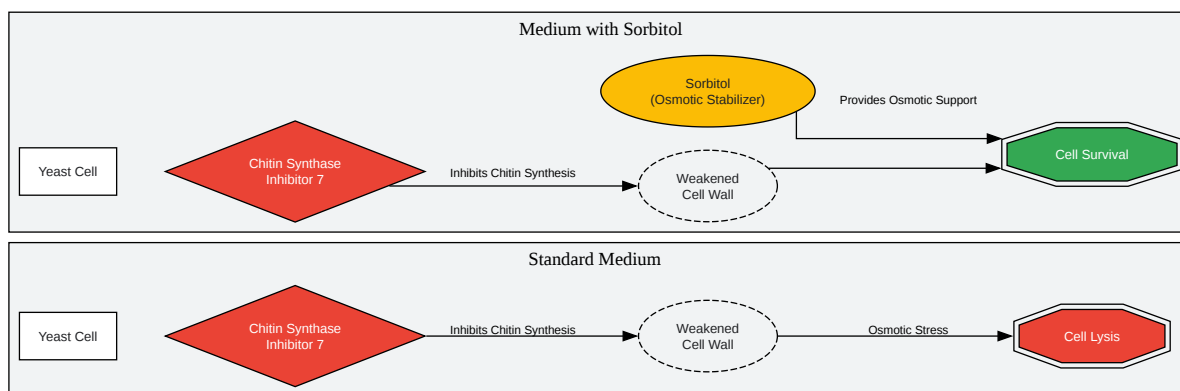 Medium with Sorbitol
Sorbitol
(Osmotic Stabilizer)
Provides Osmotic Support
Yeast Cell
Chitin Synthase
Inhibitor 7
Inhibits Chitin Synthesis
Weakened
Cell Wall
Cell Survival
Standard Medium
Yeast Cell
Chitin Synthase
Inhibitor 7
Inhibits Chitin Synthesis
Weakened
Cell Wall
Osmotic Stress
Cell Lysis